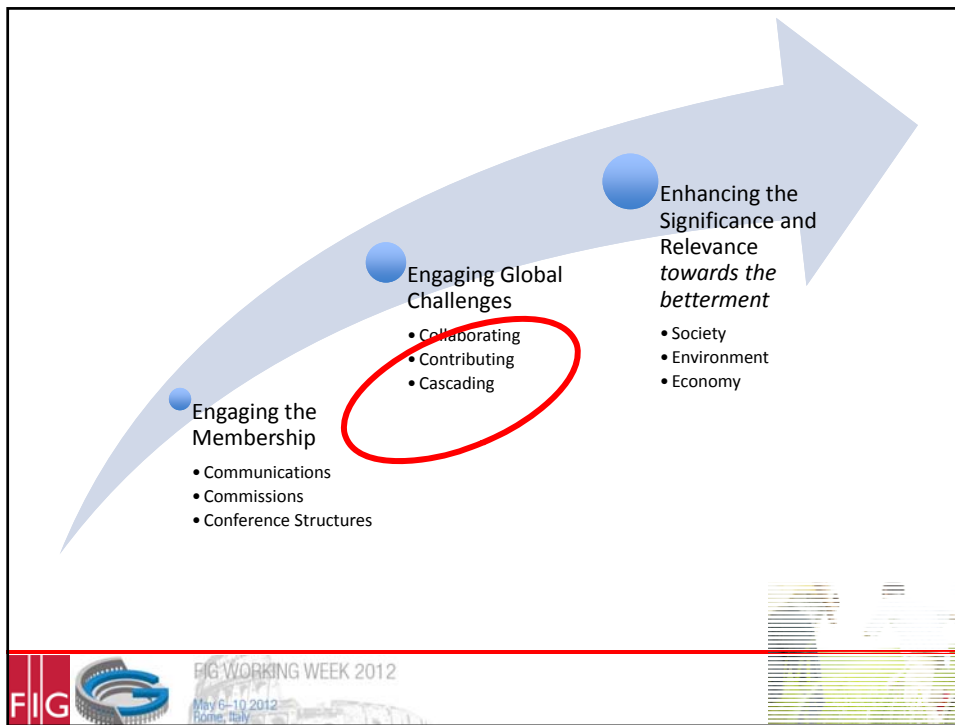 Engaging the
Membership
• Communications
• Commissions
• Conference Structures
Engaging Global
Challenges
• Collaborating
• Contributing
• Cascading
Enhancing the
Significance and
Relevance
towards the
betterment
• Society
• Environment
• Economy
FIG
FIG WORKING WEEK 2012
May 6–10 2012
Rome, Italy